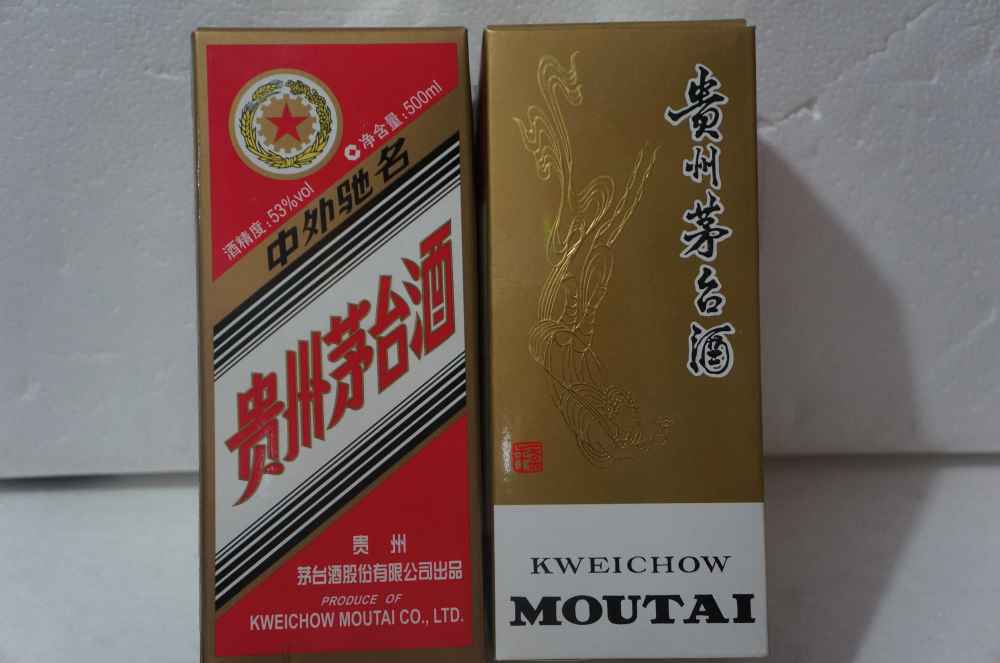 净含量:500ml
酒精度:53%vol
中外驰名
贵州茅台酒
贵州
茅台酒股份有限公司出品
PRODUCE OF
KWEICHOW MOUTAI CO., LTD.
貴州茅台酒
KWEICHOW
MOUTAI